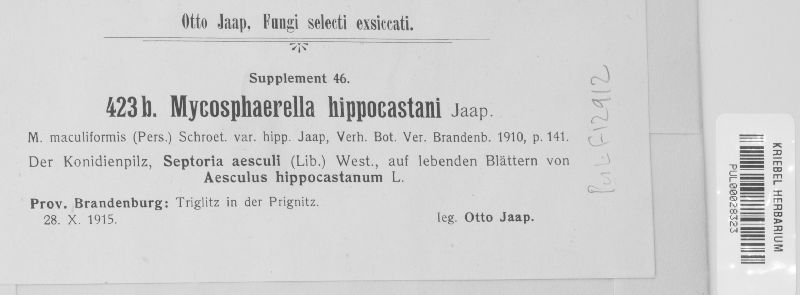 Otto Jaap, Fungi selecti exsiccati.
Supplement 46.
423 b. Mycosphaerella hippocastani Jaap.
M. maculiformis (Pers.) Schroet. var. hipp. Jaap, Verh. Bot. Ver. Brandenb. 1910, p. 141.
Der Konidienpilz, Septoria aesculi (Lib.) West., auf lebenden Blättern von
Aesculus hippocastanum L.
Prov. Brandenburg: Triglitz in der Prignitz.
28. X. 1915.
leg. Otto Jaap.
PUL F12912
KRIEBEL HERBARIUM
PUL00028323